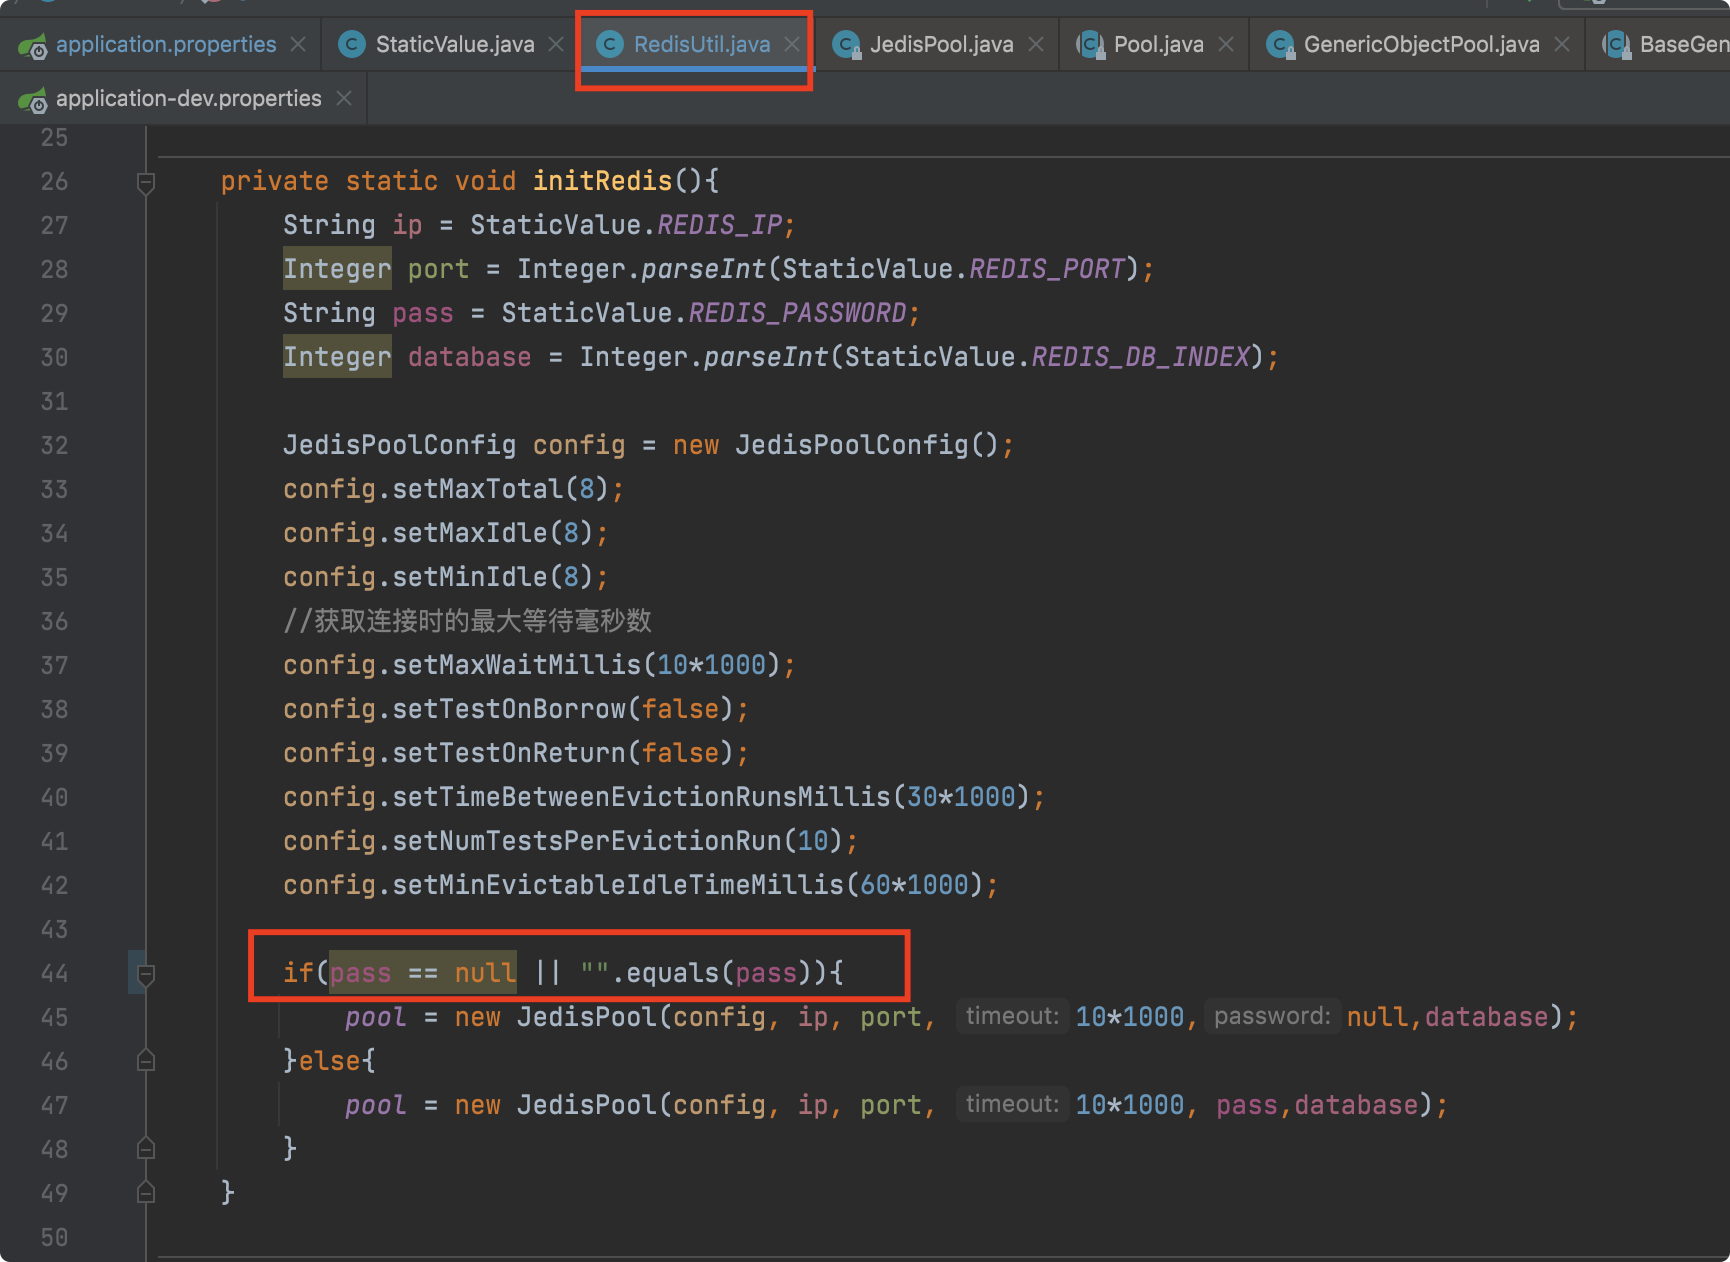 application.properties StaticValue.java RedisUtil.java JedisPool.java Pool.java GenericObjectPool.java BaseGen
application-dev.properties
25
26 private static void initRedis(){
27 String ip = StaticValue.REDIS_IP;
28 Integer port = Integer.parseInt(StaticValue.REDIS_PORT);
29 String pass = StaticValue.REDIS_PASSWORD;
30 Integer database = Integer.parseInt(StaticValue.REDIS_DB_INDEX);
31
32 JedisPoolConfig config = new JedisPoolConfig();
33 config.setMaxTotal(8);
34 config.setMaxIdle(8);
35 config.setMinIdle(8);
36 //获取连接时的最大等待毫秒数
37 config.setMaxWaitMillis(10*1000);
38 config.setTestOnBorrow(false);
39 config.setTestOnReturn(false);
40 config.setTimeBetweenEvictionRunsMillis(30*1000);
41 config.setNumTestsPerEvictionRun(10);
42 config.setMinEvictableIdleTimeMillis(60*1000);
43
44 if(pass == null || "".equals(pass)){
45 pool = new JedisPool(config, ip, port, timeout: 10*1000, password: null,database);
46 }else{
47 pool = new JedisPool(config, ip, port, timeout: 10*1000, pass,database);
48 }
49 }
50